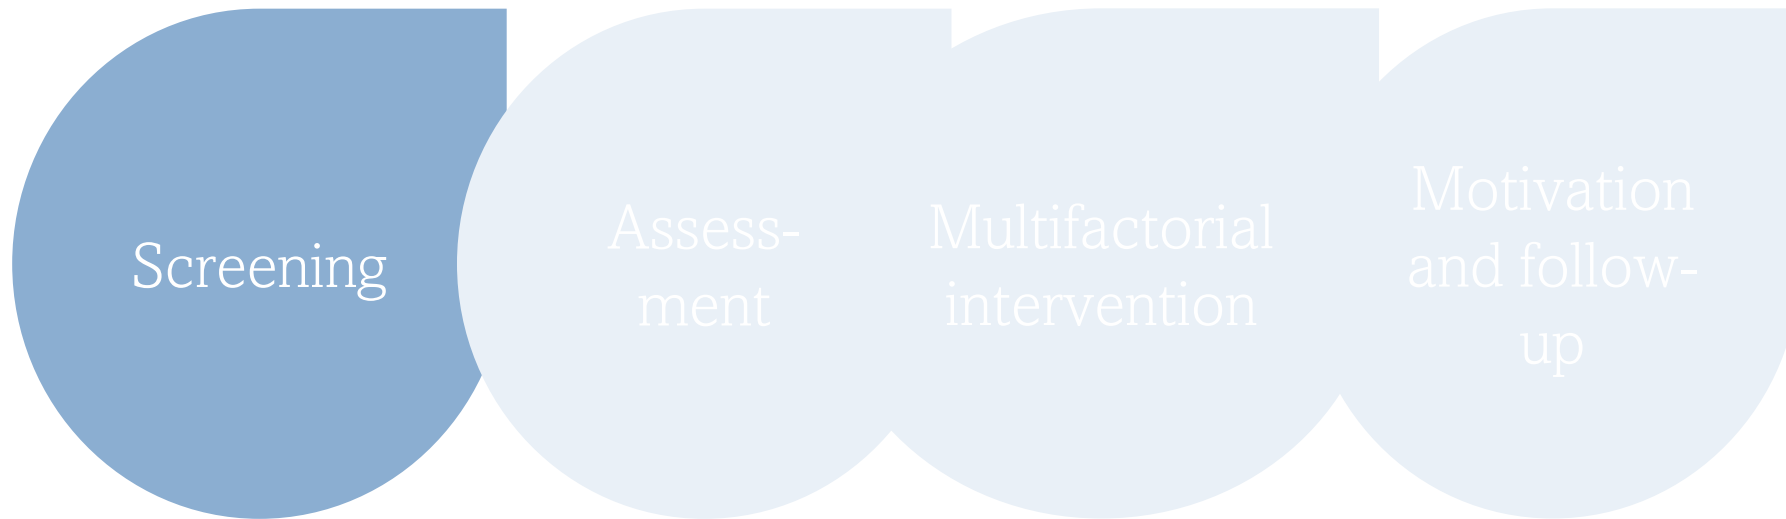 Screening
Assess-
ment
Multifactorial
intervention
Motivation
and follow-
up